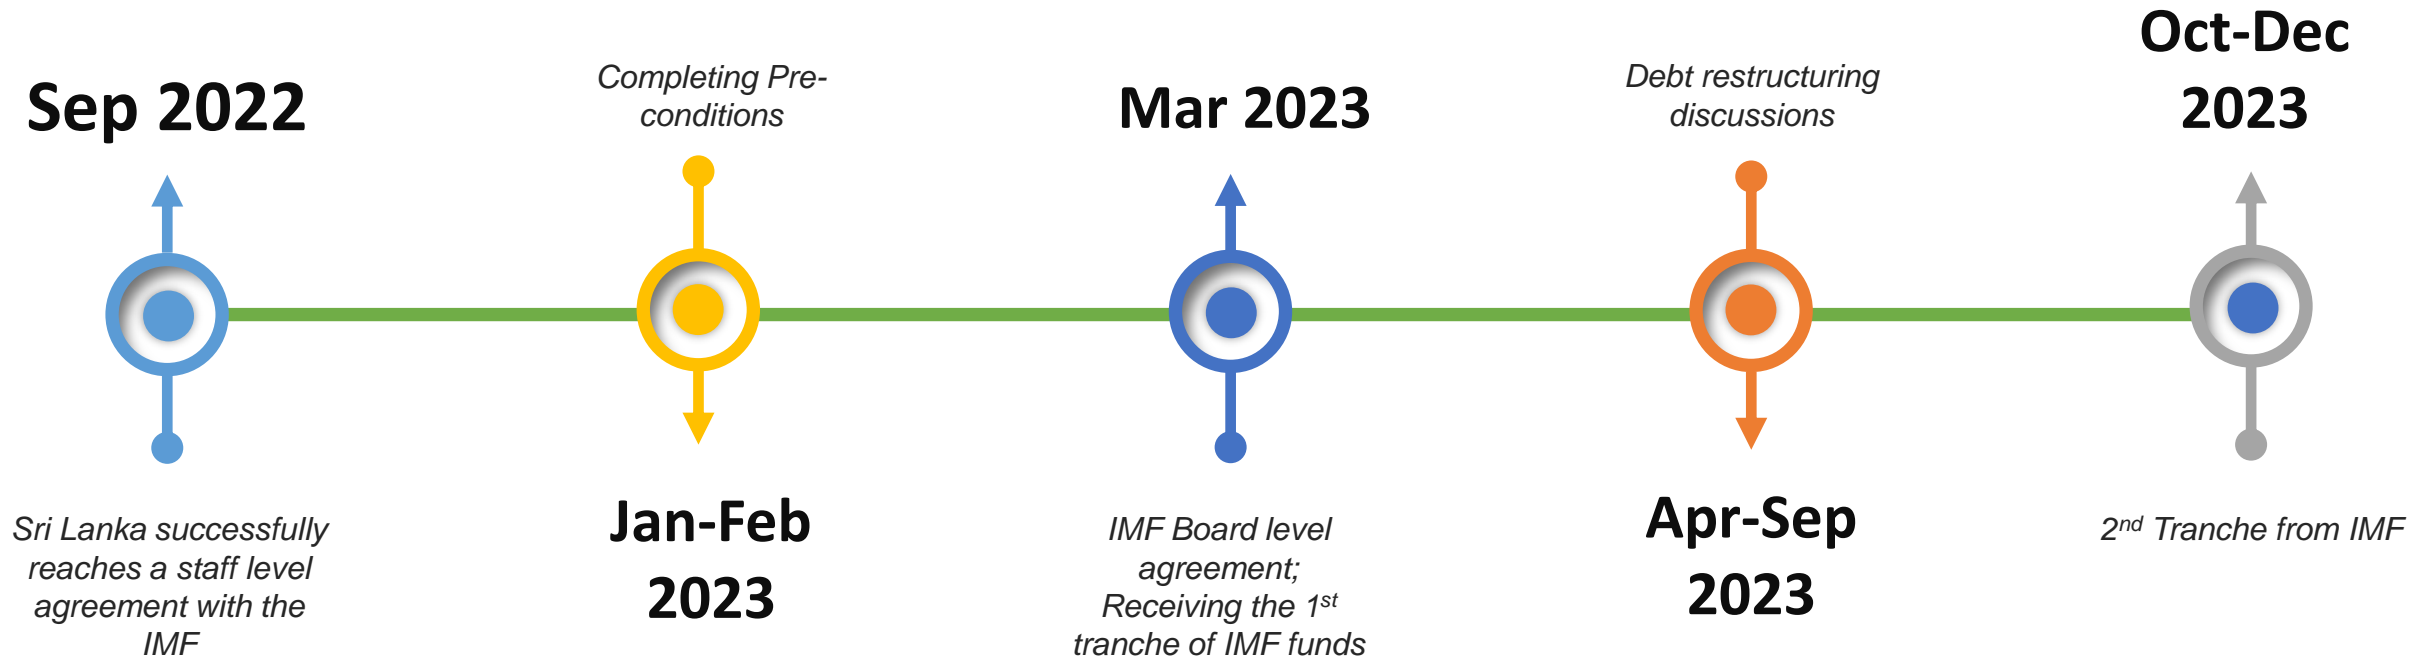 Sep 2022
Sri Lanka successfully
reaches a staff level
agreement with the
IMF
Completing Pre-
conditions
Jan-Feb
2023
Mar 2023
IMF Board level
agreement;
Receiving the 1st
tranche of IMF funds
Debt restructuring
discussions
Apr-Sep
2023
Oct-Dec
2023
2nd Tranche from IMF